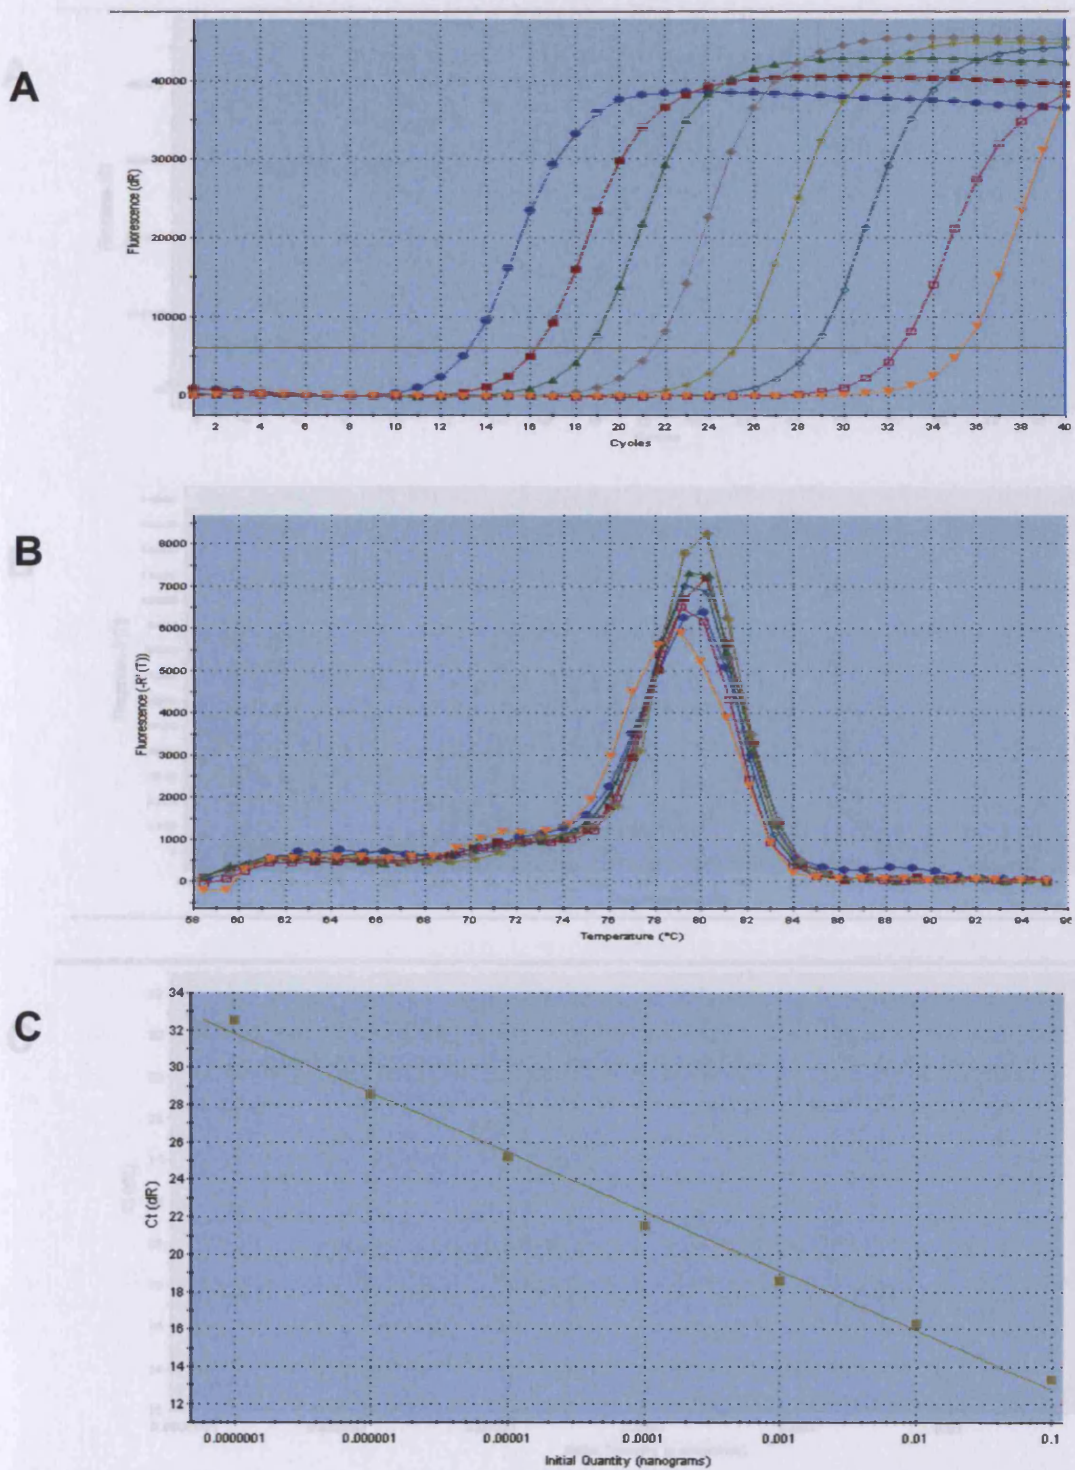 A
40000
30000
20000
10000
0
Fluorescence (dR)
2 4 6 8 10 12 14 16 18 20 22 24 26 28 30 32 34 36 38 40
Cycles
B
8000
7000
6000
5000
4000
3000
2000
1000
0
Fluorescence (-R'(T))
58 60 62 64 66 68 70 72 74 76 78 80 82 84 86 88 90 92 94 96
Temperature (°C)
C
34
32
30
28
26
24
22
20
18
16
14
12
Ct (dR)
0.0000001 0.000001 0.00001 0.0001 0.001 0.01 0.1
Initial Quantity (nanograms)